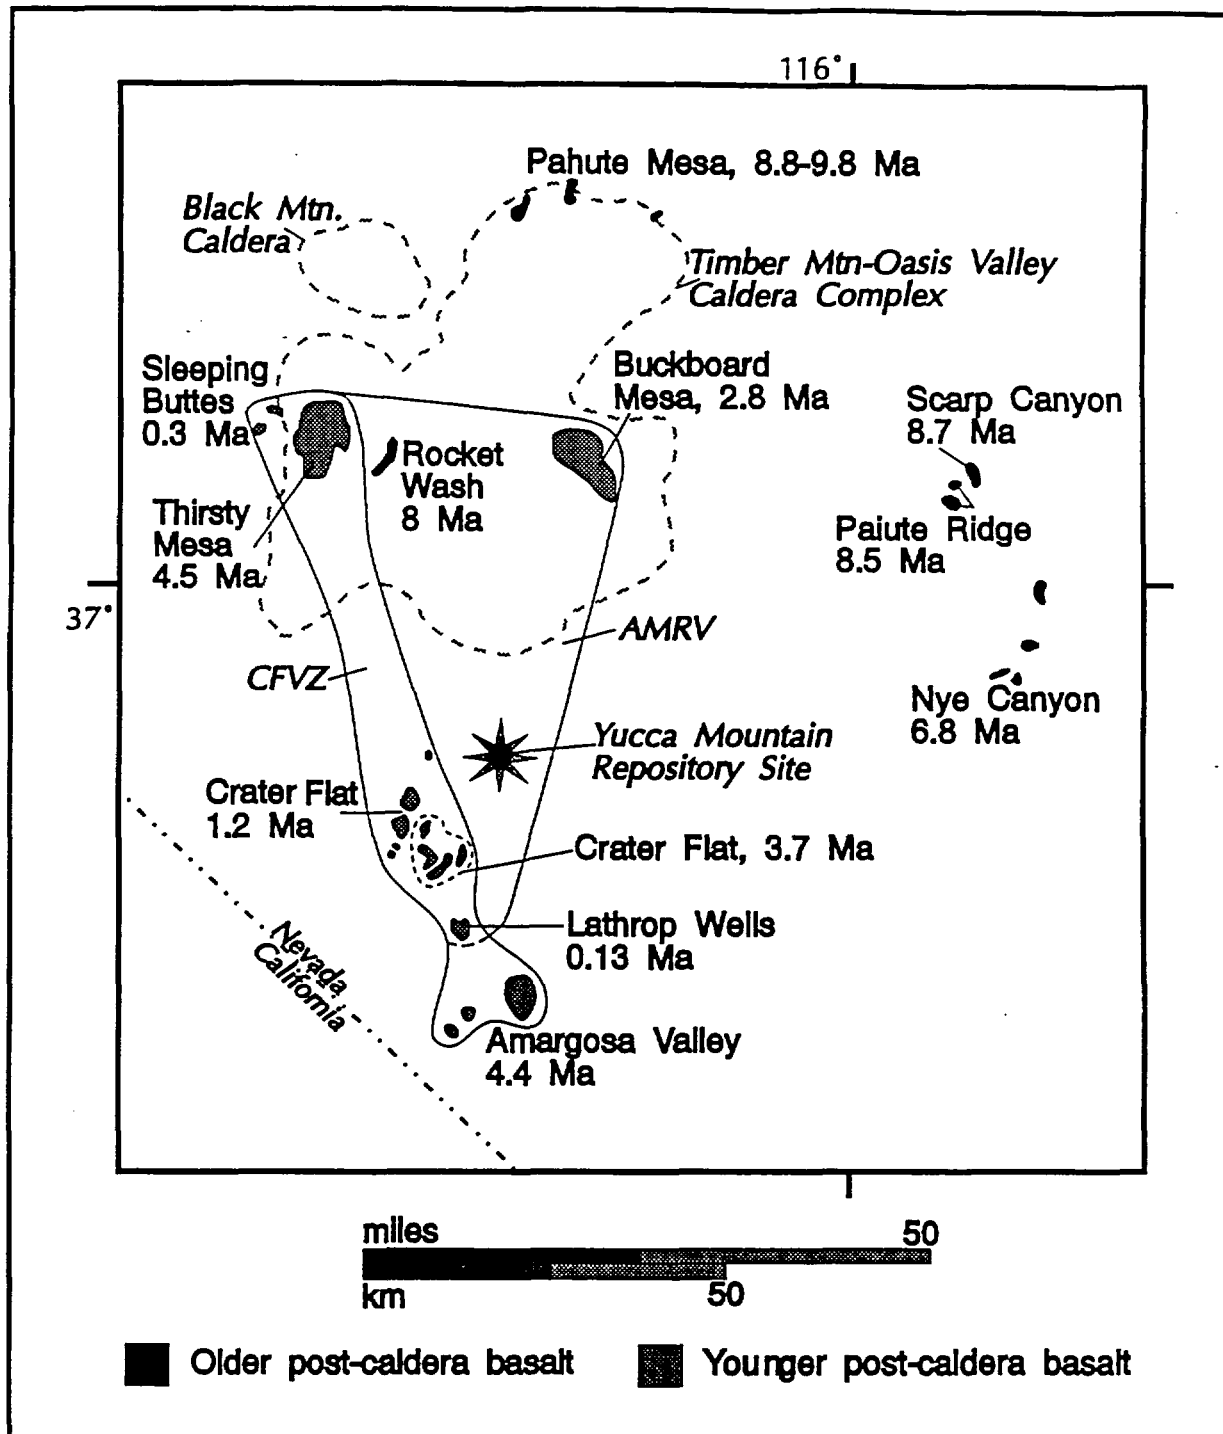 116°
Pahute Mesa, 8.8-9.8 Ma
Black Mtn.
Caldera
Timber Mtn-Oasis Valley
Caldera Complex
Sleeping
Buttes
0.3 Ma
Buckboard
Mesa, 2.8 Ma
Scarp Canyon
8.7 Ma
Rocket
Wash
8 Ma
Thirsty
Mesa
4.5 Ma
Paiute Ridge
8.5 Ma
37°
AMRV
CFVZ
Nye Canyon
6.8 Ma
Yucca Mountain
Repository Site
Crater Flat
1.2 Ma
Crater Flat, 3.7 Ma
Lathrop Wells
0.13 Ma
Nevada
California
Amargosa Valley
4.4 Ma
miles 50
km 50
Older post-caldera basalt
Younger post-caldera basalt